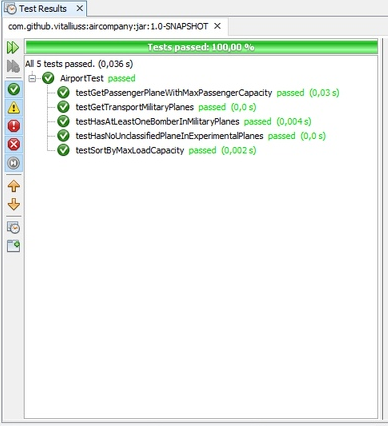 Test Results
com.github.vitalliuss:aircompany:jar:1.0-SNAPSHOT
Tests passed: 100,00 %
All 5 tests passed. (0,036 s)
AirportTest passed
testGetPassengerPlaneWithMaxPassengerCapacity passed (0,03 s)
testGetTransportMilitaryPlanes passed (0,0 s)
testHasAtLeastOneBomberInMilitaryPlanes passed (0,004 s)
testHasNoUnclassifiedPlaneInExperimentalPlanes passed (0,0 s)
testSortByMaxLoadCapacity passed (0,002 s)